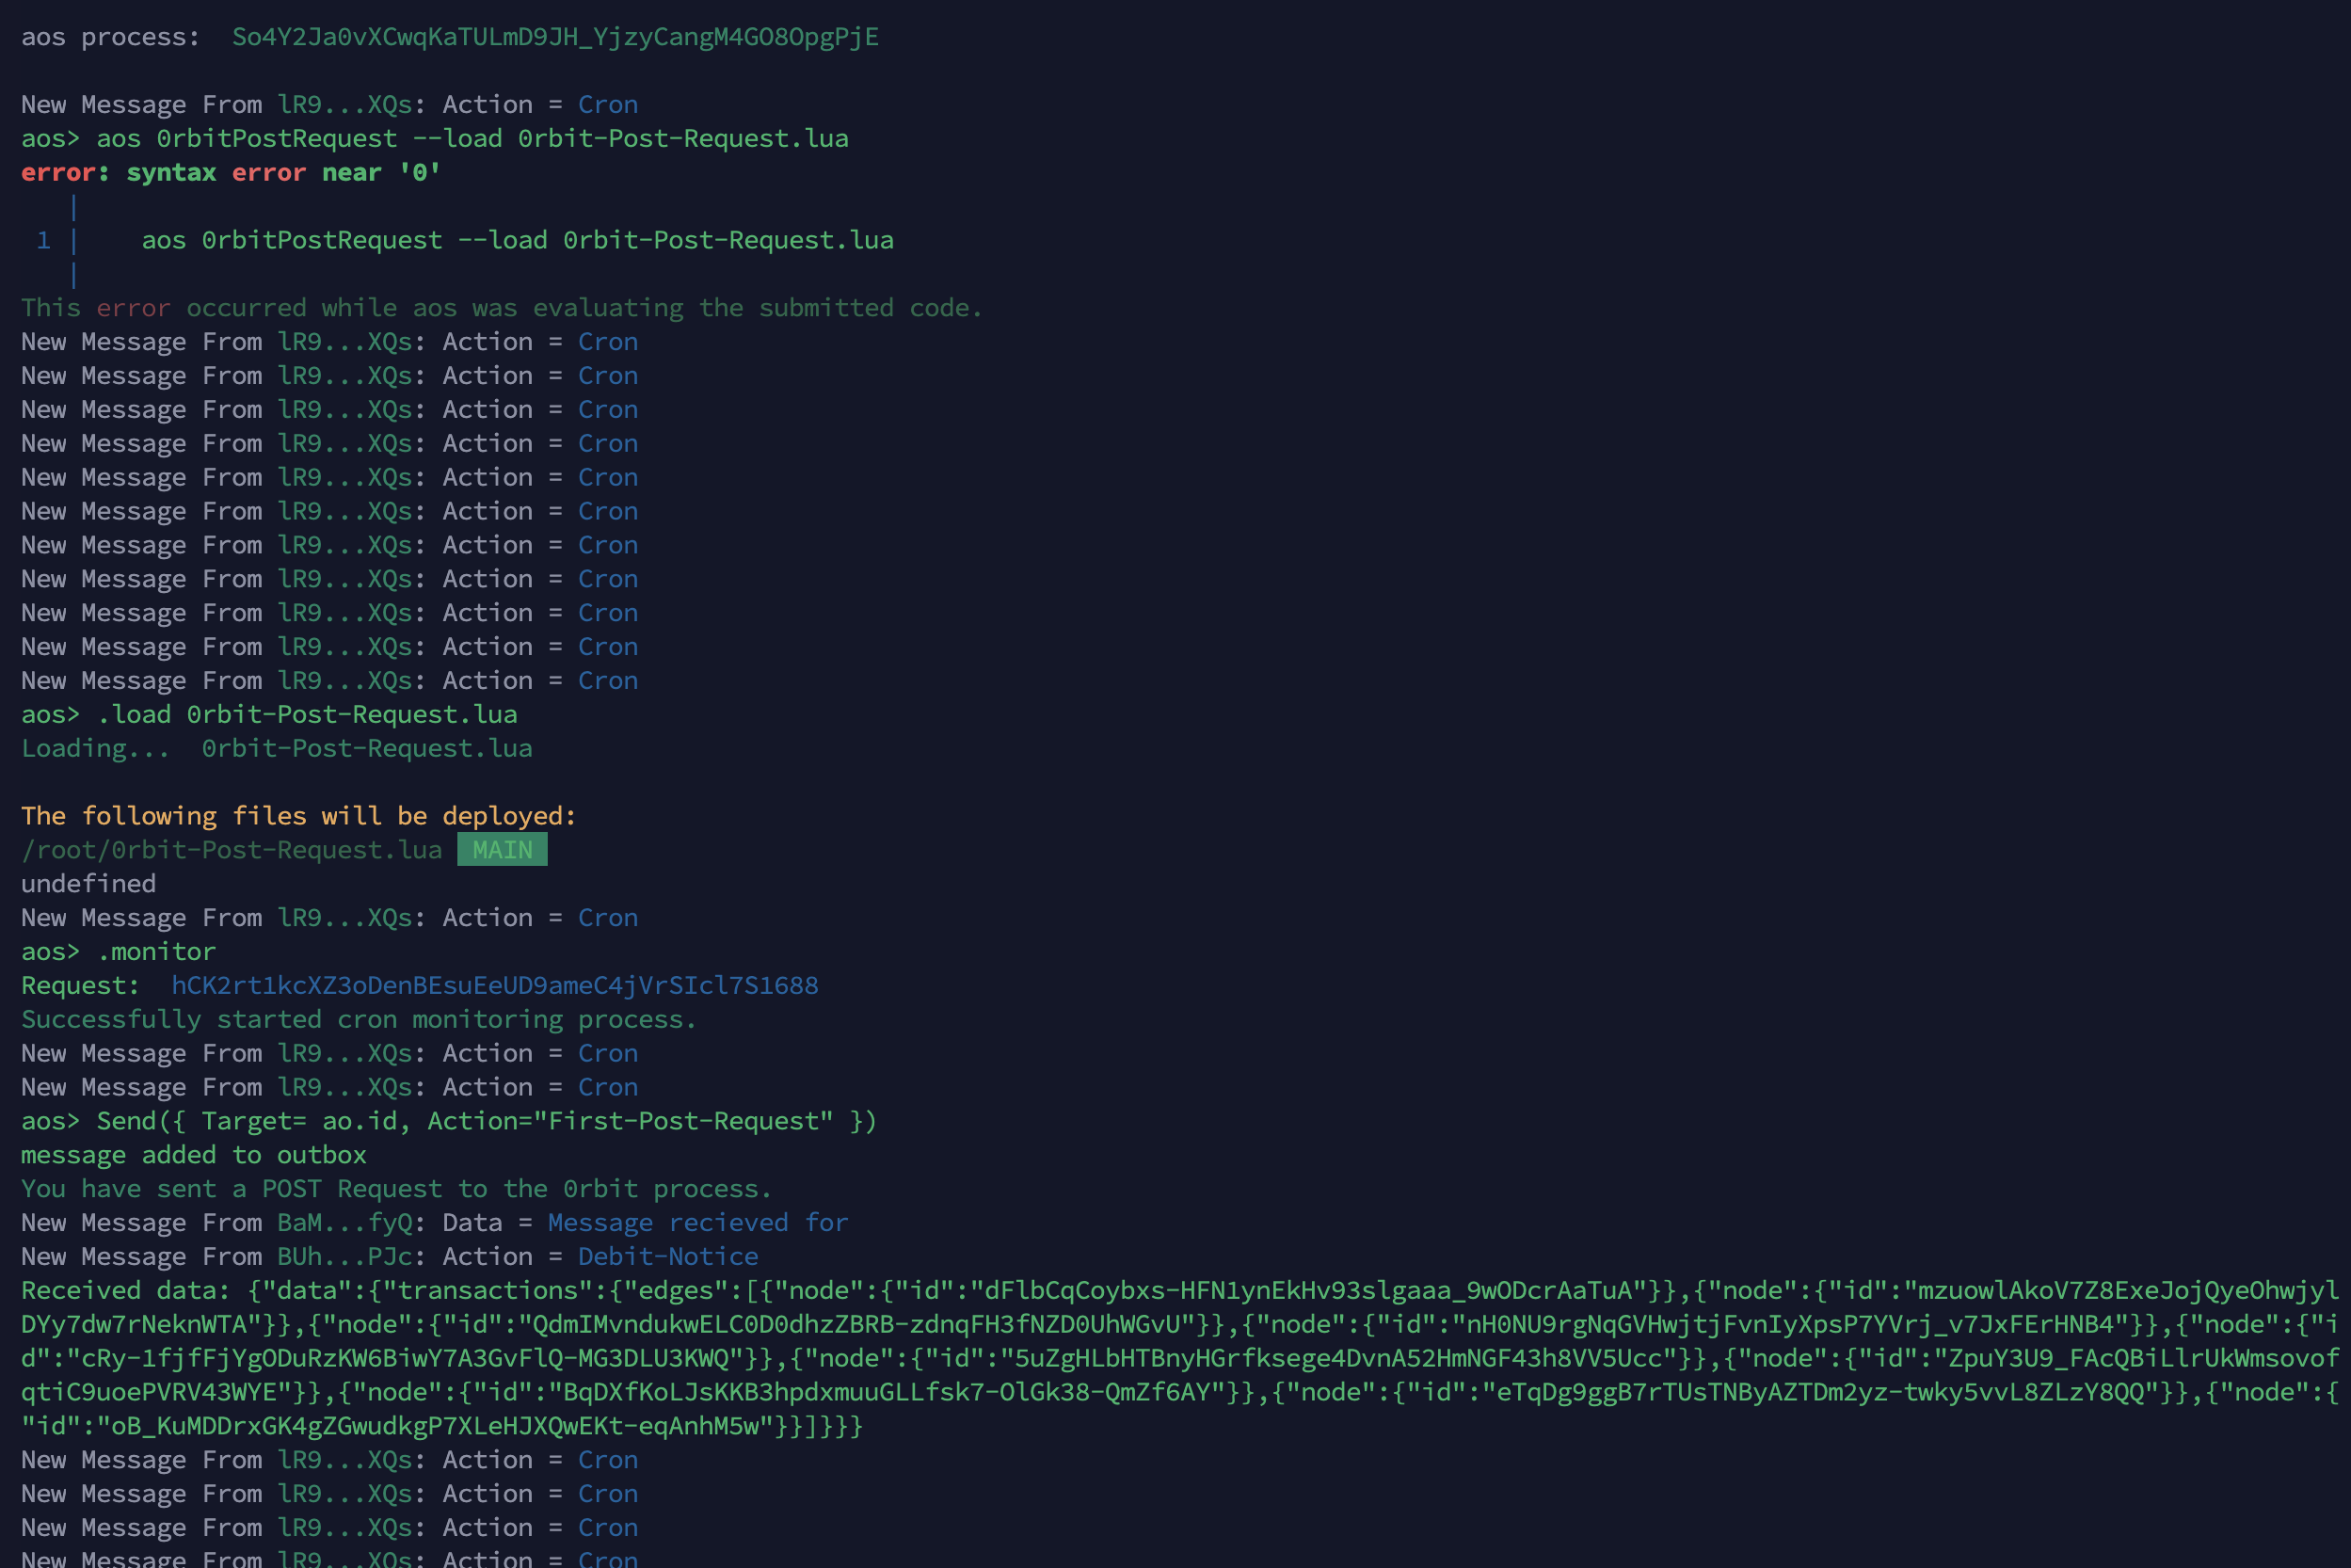 aos process:  So4Y2Ja0vXCwqKaTULmD9JH_YjzyCangM4GO8OpgPjE
New Message From lR9...XQs: Action = Cron
aos> aos 0rbitPostRequest --load 0rbit-Post-Request.lua
error: syntax error near '0'
|
1 |    aos 0rbitPostRequest --load 0rbit-Post-Request.lua
|
This error occurred while aos was evaluating the submitted code.
New Message From lR9...XQs: Action = Cron
New Message From lR9...XQs: Action = Cron
New Message From lR9...XQs: Action = Cron
New Message From lR9...XQs: Action = Cron
New Message From lR9...XQs: Action = Cron
New Message From lR9...XQs: Action = Cron
New Message From lR9...XQs: Action = Cron
New Message From lR9...XQs: Action = Cron
New Message From lR9...XQs: Action = Cron
New Message From lR9...XQs: Action = Cron
New Message From lR9...XQs: Action = Cron
aos> .load 0rbit-Post-Request.lua
Loading...  0rbit-Post-Request.lua
The following files will be deployed:
/root/0rbit-Post-Request.lua MAIN
undefined
New Message From lR9...XQs: Action = Cron
aos> .monitor
Request:  hCK2rt1kcXZ3oDenBEsuEeUD9ameC4jVrSIcl7S1688
Successfully started cron monitoring process.
New Message From lR9...XQs: Action = Cron
New Message From lR9...XQs: Action = Cron
aos> Send({ Target= ao.id, Action="First-Post-Request" })
message added to outbox
You have sent a POST Request to the 0rbit process.
New Message From BaM...fyQ: Data = Message recieved for
New Message From BUh...PJc: Action = Debit-Notice
Received data: {"data":{"transactions":{"edges":[{"node":{"id":"dFlbCqCoybxs-HFN1ynEkHv93slgaaa_9wODcrAaTuA"}},{"node":{"id":"mzuowlAkoV7Z8ExeJojQyeOhwjyl
DYy7dw7rNeknWTA"}},{"node":{"id":"QdmIMvndukwELC0D0dhzZBRB-zdnqFH3fNZD0UhWGvU"}},{"node":{"id":"nH0NU9rgNqGVHwjtjFvnIyXpsP7YVrj_v7JxFErHNB4"}},{"node":{"i
d":"cRy-1fjfFjYgODuRzKW6BiwY7A3GvFlQ-MG3DLU3KWQ"}},{"node":{"id":"5uZgHLbHTBnyHGrfksege4DvnA52HmNGF43h8VV5Ucc"}},{"node":{"id":"ZpuY3U9_FAcQBiLlrUkWmsovof
qtiC9uoePVRV43WYE"}},{"node":{"id":"BqDXfKoLJsKKB3hpdxmuuGLLfsk7-OlGk38-QmZf6AY"}},{"node":{"id":"eTqDg9ggB7rTUsTNByAZTDm2yz-twky5vvL8ZLzY8QQ"}},{"node":{
"id":"oB_KuMDDrxGK4gZGwudkgP7XLeHJXQwEKt-eqAnhM5w"}}]}}}
New Message From lR9...XQs: Action = Cron
New Message From lR9...XQs: Action = Cron
New Message From lR9...XQs: Action = Cron
New Message From lR9...XQs: Action = Cron